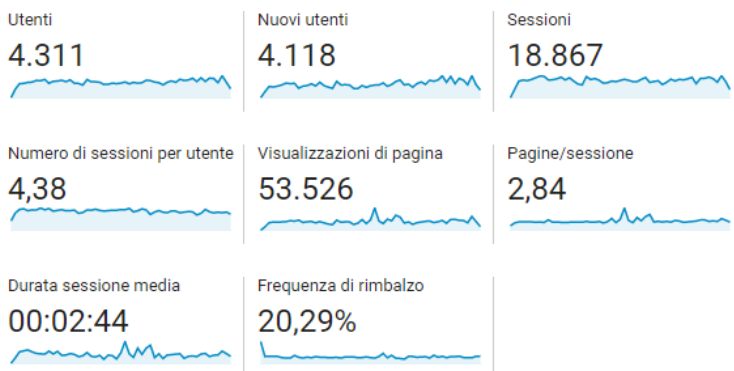 Utenti
4.311
Nuovi utenti
4.118
Sessioni
18.867
Numero di sessioni per utente
4,38
Visualizzazioni di pagina
53.526
Pagine/sessione
2,84
Durata sessione media
00:02:44
Frequenza di rimbalzo
20,29%